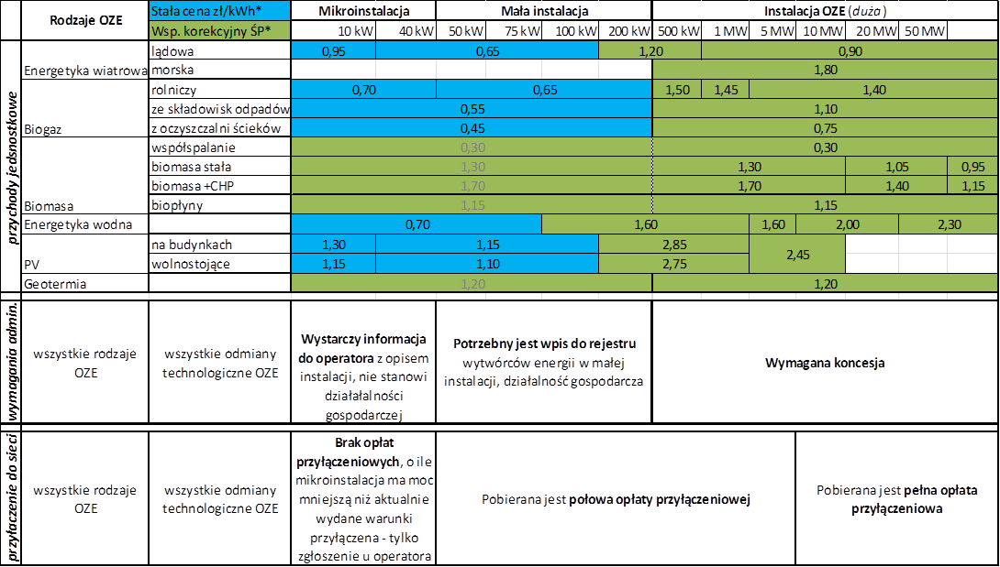 Rodzaje OZE
Stała cena zł/kWh*
Wsp. korekcyjny ŚP*
Mikroinstalacja
Mała instalacja
Instalacja OZE (duża)
10 kW 40 kW 50 kW 75 kW 100 kW 200 kW 500 kW 1 MW 5 MW 10 MW 20 MW 50 MW
przychody jedsnostkowe
Energetyka wiatrowa
lądowa 0,95 0,65 1,20 0,90
morska 1,80
Biogaz
rolniczy 0,70 0,65 1,50 1,45 1,40
ze składowisk odpadów 0,55 1,10
z oczyszczalni ścieków 0,45 0,75
Biomasa
współspalanie 0,30 0,30
biomasa stała 1,30 1,30 1,05 0,95
biomasa +CHP 1,70 1,70 1,40 1,15
biopłyny 1,15 1,15
Energetyka wodna 0,70 1,60 1,60 2,00 2,30
PV
na budynkach 1,30 1,15 2,85 2,45
wolnostojące 1,15 1,10 2,75
Geotermia 1,20 1,20
wymagania admin.
wszystkie rodzaje
OZE
wszystkie odmiany
technologiczne OZE
Wystarczy informacja
do operatora z opisem
instalacji, nie stanowi
działałalności
gospodarczej
Potrzebny jest wpis do rejestru
wytwórców energii w małej
instalacji, działalność gospodarcza
Wymagana koncesja
przyłaczenie do sieci
wszystkie rodzaje
OZE
wszystkie odmiany
technologiczne OZE
Brak opłat
przyłączeniowych, o ile
mikroinstalacja ma moc
mniejszą niż aktualnie
wydane warunki
przyłączena - tylko
zgłoszenie u operatora
Pobierana jest połowa opłaty przyłączeniowej
Pobierana jest pełna opłata
przyłączeniowa